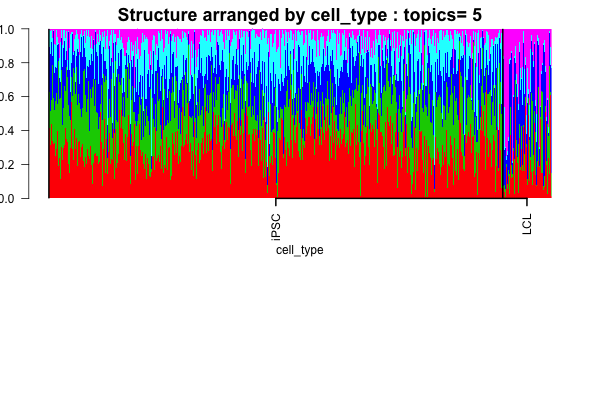 Structure arranged by cell_type : topics= 5
1.0
0.8
0.6
0.4
0.2
0.0
iPSC
LCL
cell_type